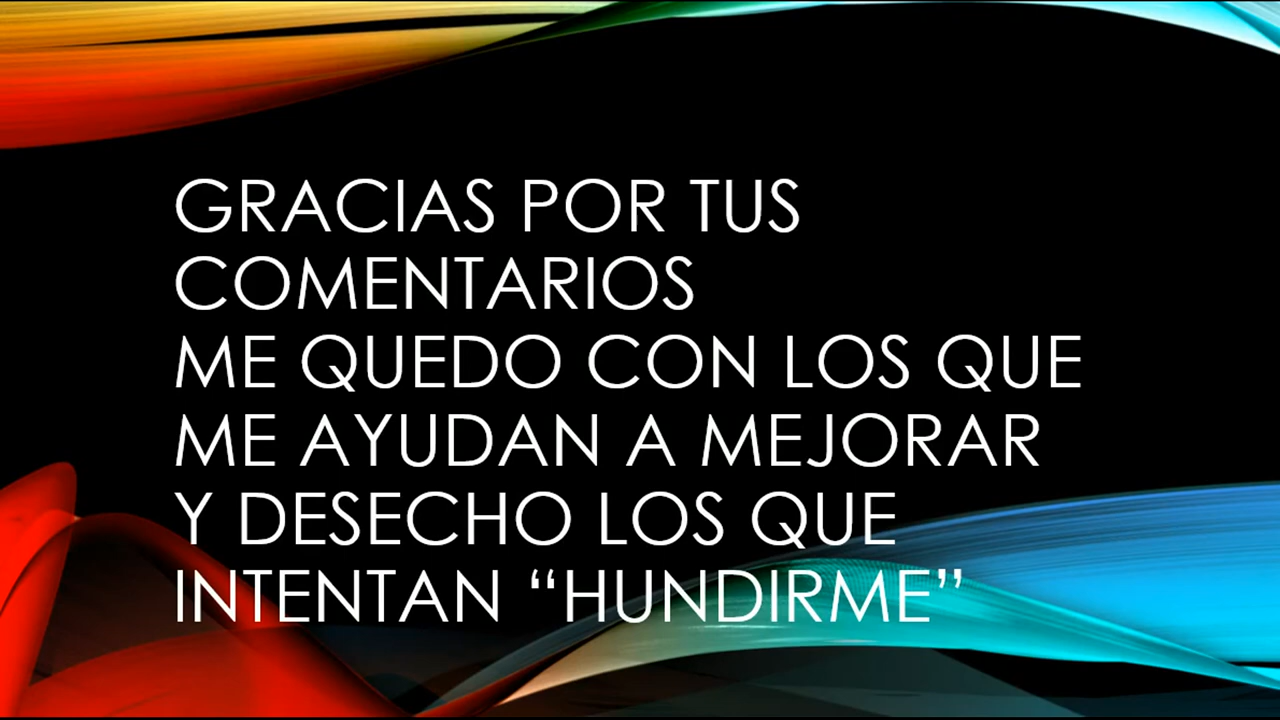 GRACIAS POR TUS
COMENTARIOS
ME QUEDO CON LOS QUE
ME AYUDAN A MEJORAR
Y DESECHO LOS QUE
INTENTAN “HUNDIRME”